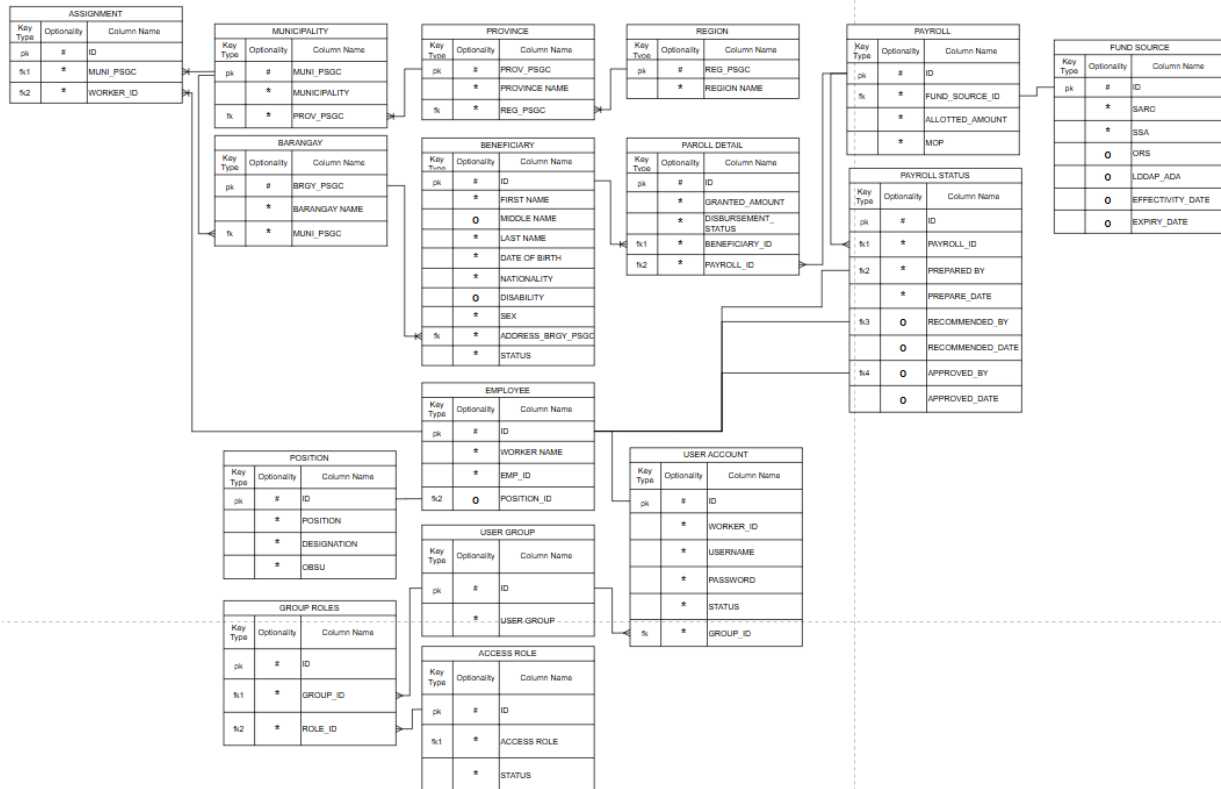 ASSIGNMENT
Key Type Optionality Column Name
pk # ID
fk1 * MUNI_PSGC
fk2 * WORKER_ID
MUNICIPALITY
Key Type Optionality Column Name
pk # MUNI_PSGC
* MUNICIPALITY
fk * PROV_PSGC
PROVINCE
Key Type Optionality Column Name
pk # PROV_PSGC
* PROVINCE NAME
fk * REG_PSGC
REGION
Key Type Optionality Column Name
pk # REG_PSGC
* REGION NAME
PAYROLL
Key Type Optionality Column Name
pk # ID
fk * FUND_SOURCE_ID
* ALLOTTED_AMOUNT
* MOP
FUND SOURCE
Key Type Optionality Column Name
pk # ID
* SARO
* SSA
o ORS
o LDDAP_ADA
o EFFECTIVITY_DATE
o EXPIRY_DATE
BARANGAY
Key Type Optionality Column Name
pk # BRGY_PSGC
* BARANGAY NAME
fk * MUNI_PSGC
BENEFICIARY
Key Type Optionality Column Name
pk # ID
* FIRST NAME
o MIDDLE NAME
* LAST NAME
* DATE OF BIRTH
* NATIONALITY
o DISABILITY
* SEX
fk * ADDRESS_BRGY_PSGC
* STATUS
PAROLL DETAIL
Key Type Optionality Column Name
pk # ID
* GRANTED_AMOUNT
* DISBURSEMENT_
STATUS
fk1 * BENEFICIARY_ID
fk2 * PAYROLL_ID
PAYROLL STATUS
Key Type Optionality Column Name
pk # ID
fk1 * PAYROLL_ID
fk2 * PREPARED BY
* PREPARE_DATE
fk3 o RECOMMENDED_BY
o RECOMMENDED_DATE
fk4 o APPROVED_BY
o APPROVED_DATE
EMPLOYEE
Key Type Optionality Column Name
pk # ID
* WORKER NAME
* EMP_ID
fk2 o POSITION_ID
POSITION
Key Type Optionality Column Name
pk # ID
* POSITION
* DESIGNATION
* OBSU
USER ACCOUNT
Key Type Optionality Column Name
pk # ID
* WORKER_ID
* USERNAME
* PASSWORD
* STATUS
fk * GROUP_ID
USER GROUP
Key Type Optionality Column Name
pk # ID
* USER GROUP
GROUP ROLES
Key Type Optionality Column Name
pk # ID
fk1 * GROUP_ID
fk2 * ROLE_ID
ACCESS ROLE
Key Type Optionality Column Name
pk # ID
fk1 * ACCESS ROLE
* STATUS